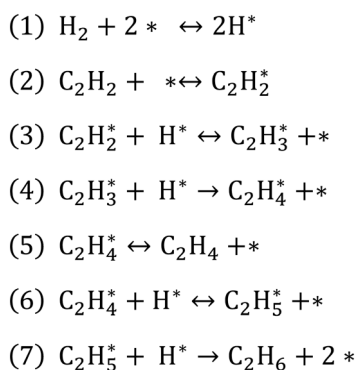 (1) H₂ + 2 * ↔ 2H*
(2) C₂H₂ + *↔ C₂H₂*
(3) C₂H₂* + H* ↔ C₂H₃* +*
(4) C₂H₃* + H* → C₂H₄* +*
(5) C₂H₄* ↔ C₂H₄ +*
(6) C₂H₄* + H* ↔ C₂H₅* +*
(7) C₂H₅* + H* → C₂H₆ + 2 *